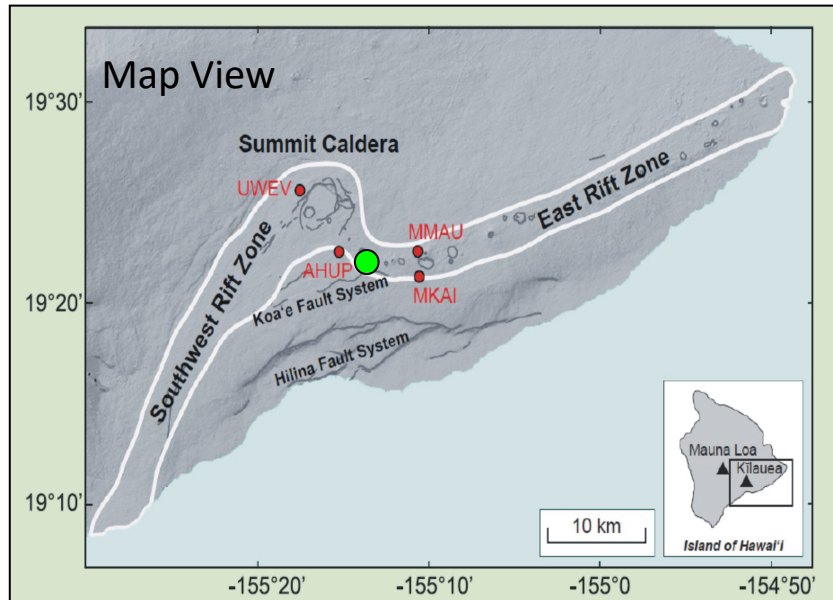 Map View
19°30'
Summit Caldera
UWEV
MMAU
East Rift Zone
AHUP
19°20'
MKAI
Koa'e Fault System
Southwest Rift Zone
Hilina Fault System
Mauna Loa
Kīlauea
19°10'
10 km
Island of Hawai'i
-155°20'
-155°10'
-155°0'
-154°50'